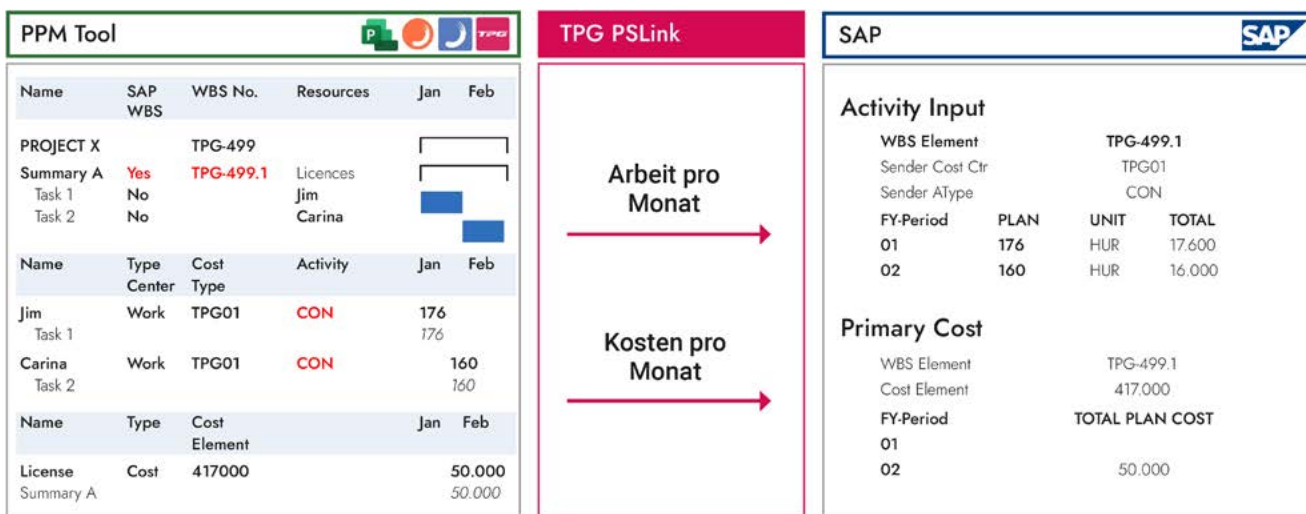 PPM Tool
P
TPG
Name SAP WBS No. Resources Jan Feb
WBS
PROJECT X TPG-499
Summary A Yes TPG-499.1 Licences
Task 1 No Jim
Task 2 No Carina
Name Type Cost Activity Jan Feb
Center Type
Jim Work TPG01 CON 176
Task 1 176
Carina Work TPG01 CON 160
Task 2 160
Name Type Cost Jan Feb
Element
License Cost 417000 50.000
Summary A 50.000
TPG PSLink
Arbeit pro
Monat
Kosten pro
Monat
SAP
SAP
Activity Input
WBS Element TPG-499.1
Sender Cost Ctr TPG01
Sender AType CON
FY-Period PLAN UNIT TOTAL
01 176 HUR 17.600
02 160 HUR 16.000
Primary Cost
WBS Element TPG-499.1
Cost Element 417.000
FY-Period TOTAL PLAN COST
01
02 50.000